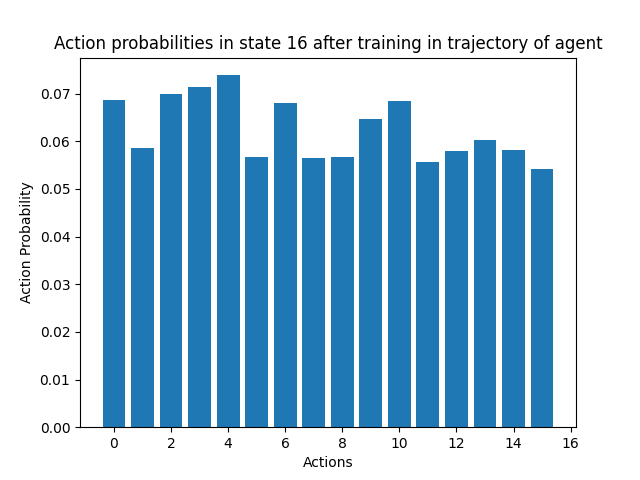 Action probabilities in state 16 after training in trajectory of agent
Action Probability
0.07
0.06
0.05
0.04
0.03
0.02
0.01
0.00
0 2 4 6 8 10 12 14 16
Actions